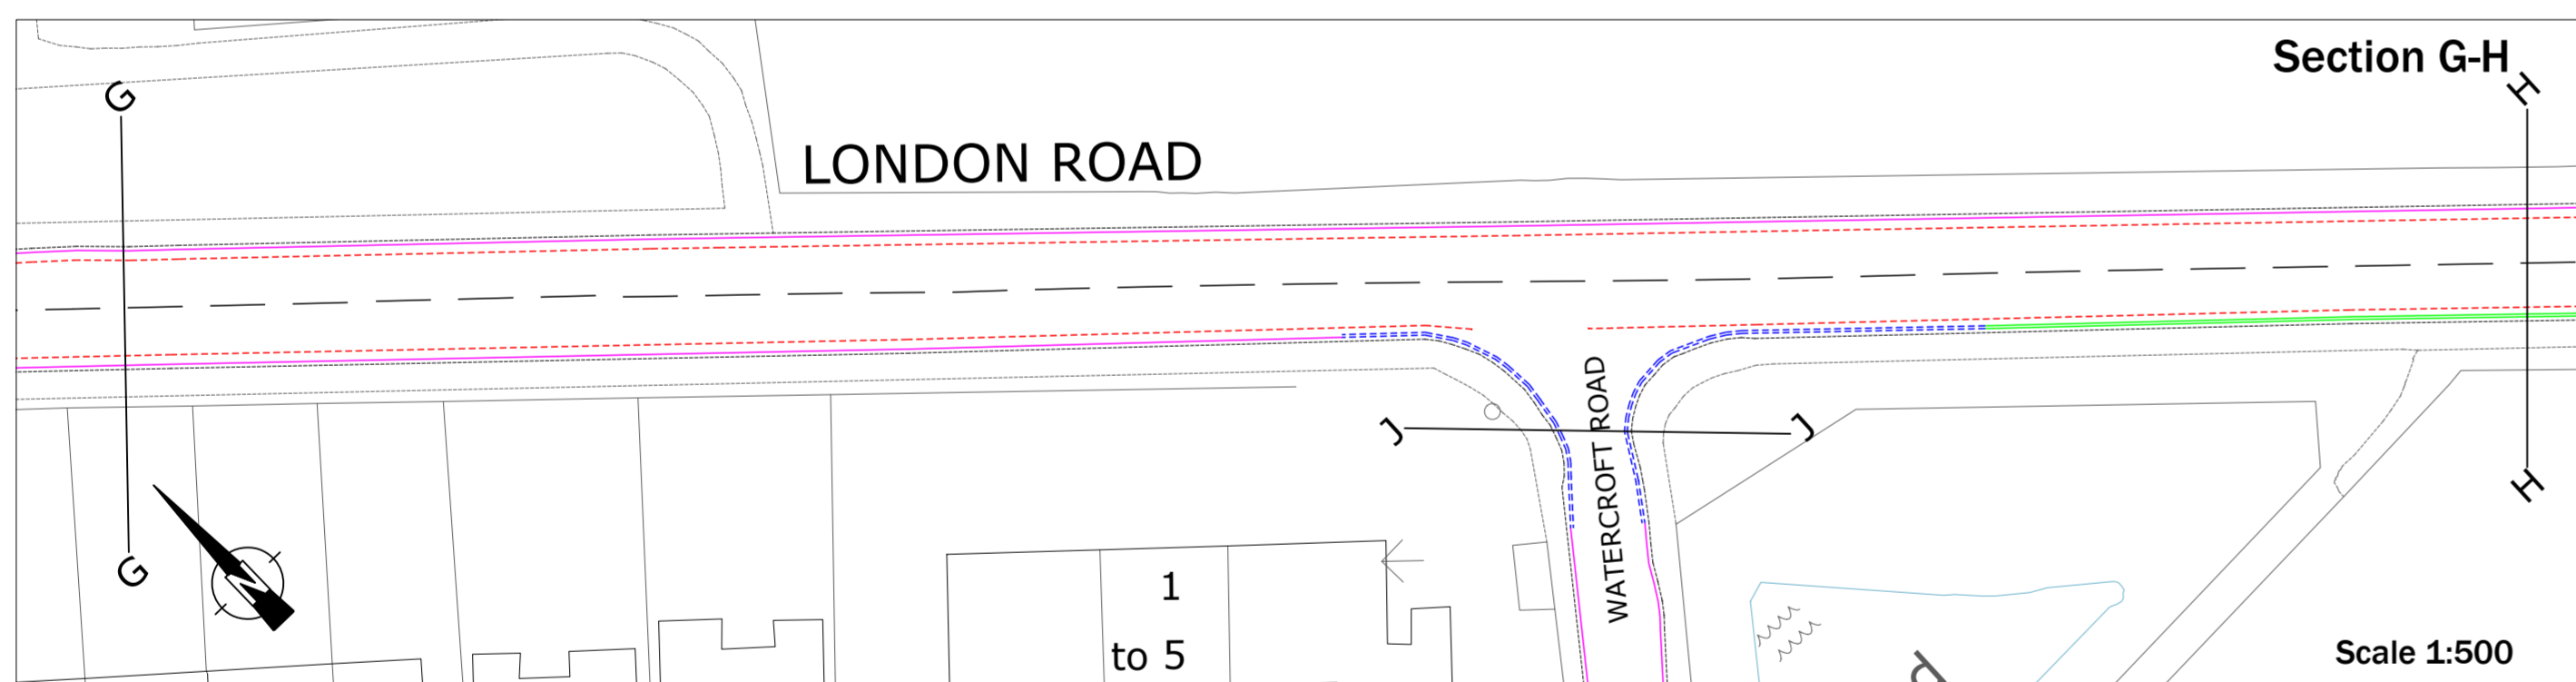 Section G-H
G
H
LONDON ROAD
WATERCROFT ROAD
J
J
H
G
N
1
to 5
Scale 1:500
d